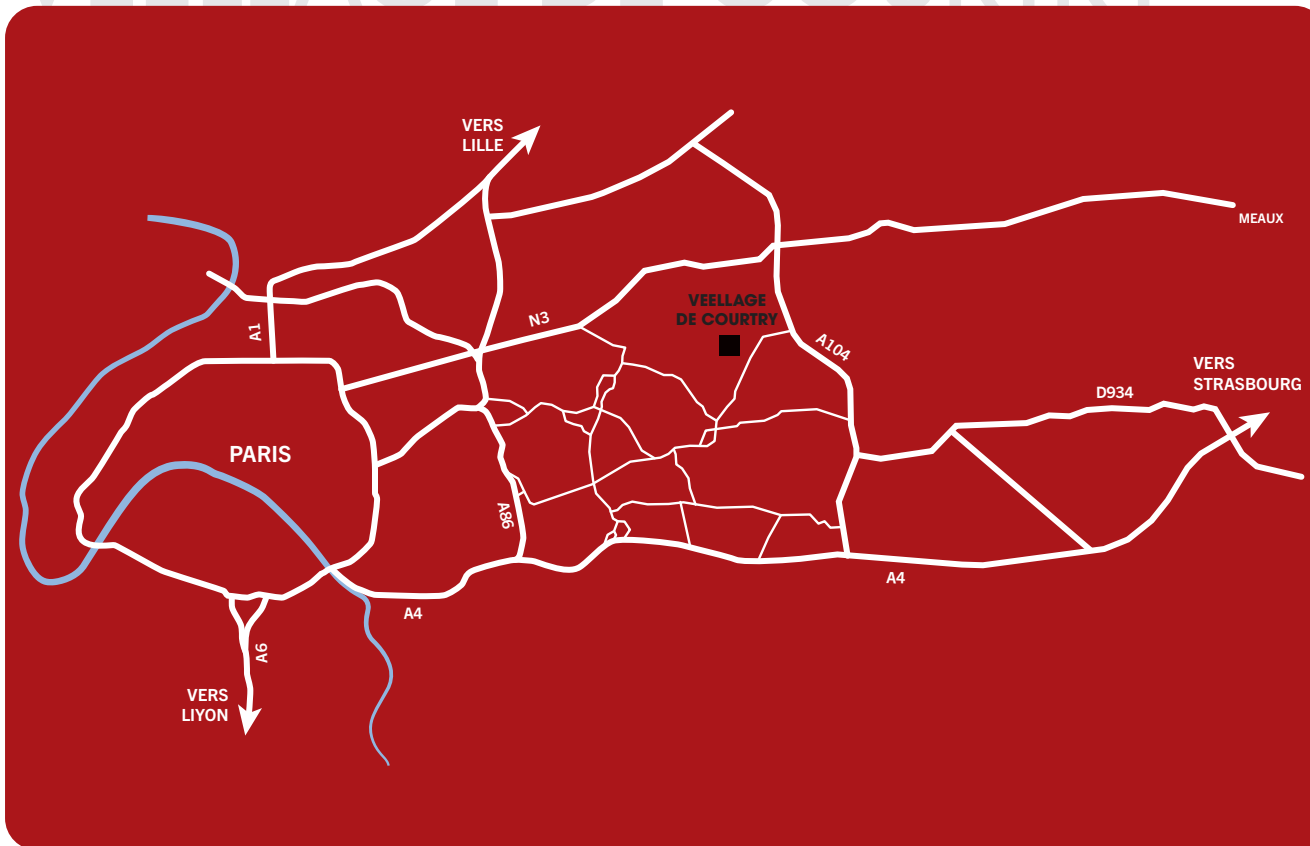 VERS
LILLE
MEAUX
VEELLAGE
DE COURTRY
N3
A1
A104
VERS
STRASBOURG
D934
PARIS
A86
A4
A4
A6
VERS
LIYON